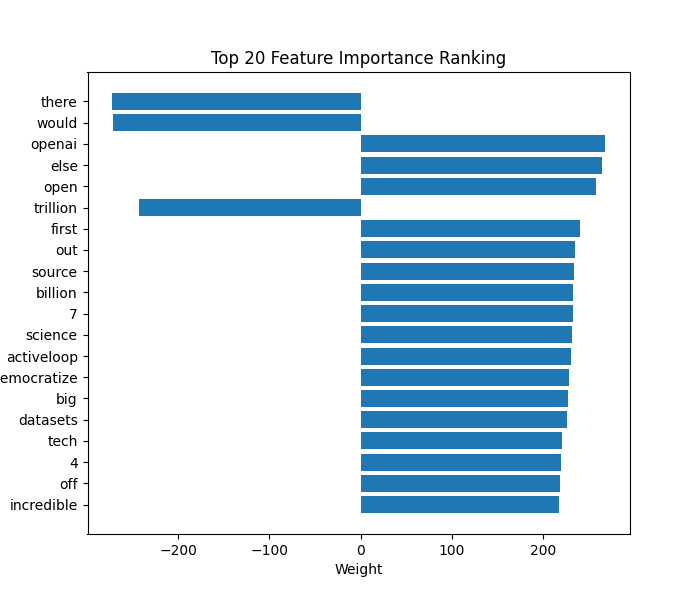 Top 20 Feature Importance Ranking
there
would
openai
else
open
trillion
first
out
source
billion
7
science
activeloop
emocratize
big
datasets
tech
4
off
incredible
−200 −100 0 100 200
Weight